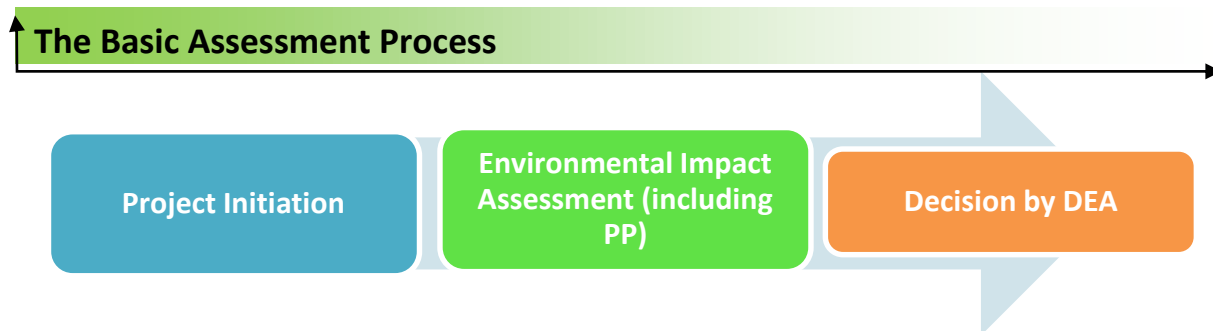 The Basic Assessment Process
Project Initiation
Environmental Impact
Assessment (including
PP)
Decision by DEA